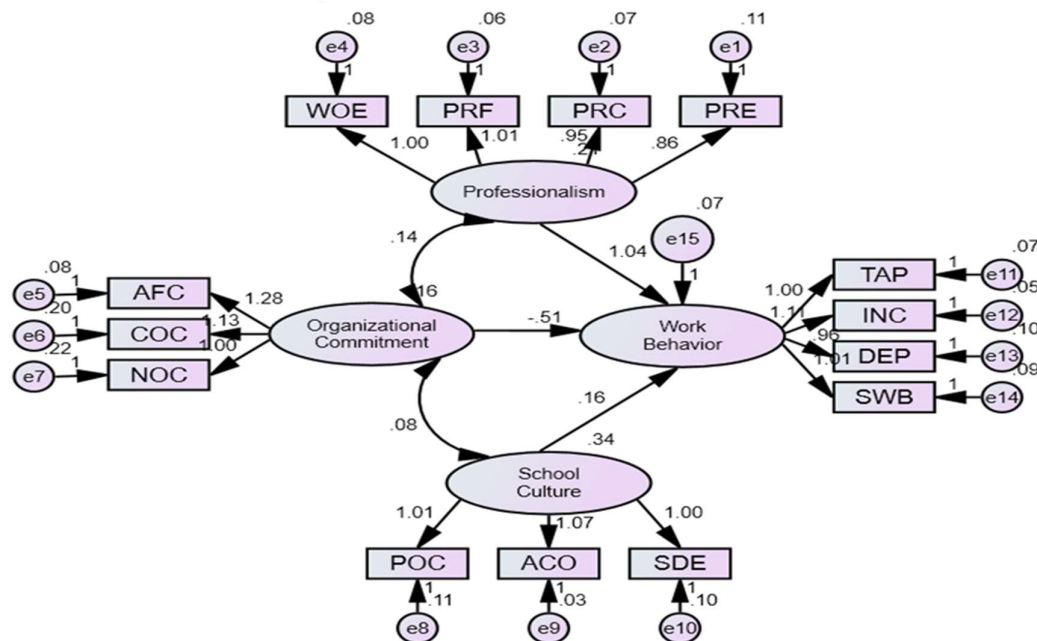 .08 .06 .07 .11
e4 e3 e2 e1
1 1 1 1
WOE PRF PRC PRE
1.00 1.01 .95 .86
.21
Professionalism
.07
.14 1.04 e15
1
.08
e5 1 AFC
.16
1.28
.20
e6 1 COC
1.13
.22
e7 1 NOC
1.00
Organizational
Commitment
-.51
Work
Behavior
1.00
TAP 1 e11
.07
1.11
INC 1 e12
.05
.96
DEP 1 e13
.10
1.01
SWB 1 e14
.09
.16
.08
.34
School
Culture
1.01 1.07 1.00
POC ACO SDE
1 1 1
.11 .03 .10
e8 e9 e10